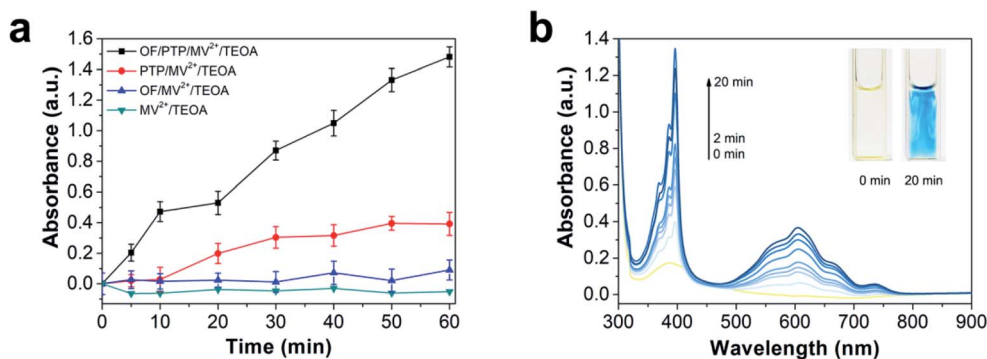 a
OF/PTP/MV²⁺/TEOA
PTP/MV²⁺/TEOA
OF/MV²⁺/TEOA
MV²⁺/TEOA
Absorbance (a.u.)
1.6
1.4
1.2
1.0
0.8
0.6
0.4
0.2
0.0
0 10 20 30 40 50 60
Time (min)
b
20 min
2 min
0 min
0 min 20 min
Absorbance (a.u.)
1.4
1.2
1.0
0.8
0.6
0.4
0.2
0.0
300 400 500 600 700 800 900
Wavelength (nm)